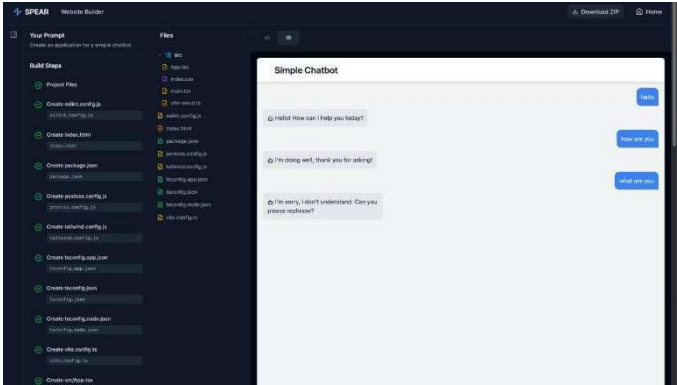 SPEAR Website Builder
Download ZIP
Home
Your Prompt
Create an application for a simple chatbot
Build Steps
Project Files
Create eslint.config.js
eslint.config.js
Create index.html
index.html
Create package.json
package.json
Create postcss.config.js
postcss.config.js
Create tailwind.config.js
tailwind.config.js
Create tsconfig.app.json
tsconfig.app.json
Create tsconfig.json
tsconfig.json
Create tsconfig.node.json
tsconfig.node.json
Create vite.config.ts
vite.config.ts
Create src/App.tsx
Files
src
App.tsx
index.css
main.tsx
vite-env.d.ts
eslint.config.js
index.html
package.json
postcss.config.js
tailwind.config.js
tsconfig.app.json
tsconfig.json
tsconfig.node.json
vite.config.ts
Simple Chatbot
hello
Hello! How can I help you today?
how are you
I'm doing well, thank you for asking!
what are you
I'm sorry, I don't understand. Can you
please rephrase?